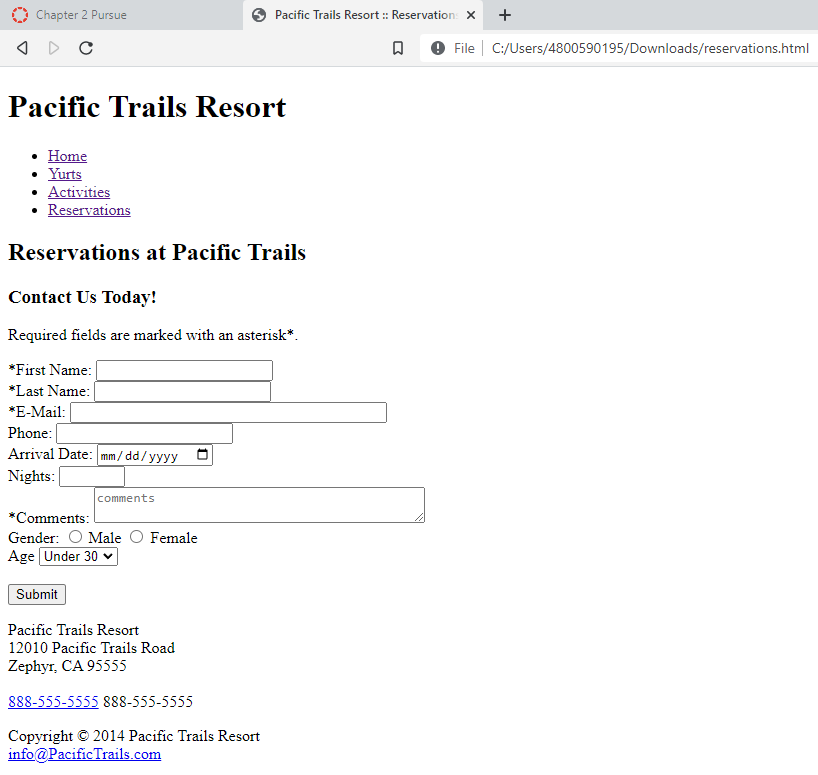 Chapter 2 Pursue
Pacific Trails Resort :: Reservation
File
C:/Users/4800590195/Downloads/reservations.html
Pacific Trails Resort
Home
Yurts
Activities
Reservations
Reservations at Pacific Trails
Contact Us Today!
Required fields are marked with an asterisk*.
*First Name:
*Last Name:
*E-Mail:
Phone:
Arrival Date: mm/dd/yyyy
Nights:
comments
*Comments:
Gender: Male Female
Age Under 30
Submit
Pacific Trails Resort
12010 Pacific Trails Road
Zephyr, CA 95555
888-555-5555 888-555-5555
Copyright © 2014 Pacific Trails Resort
info@PacificTrails.com